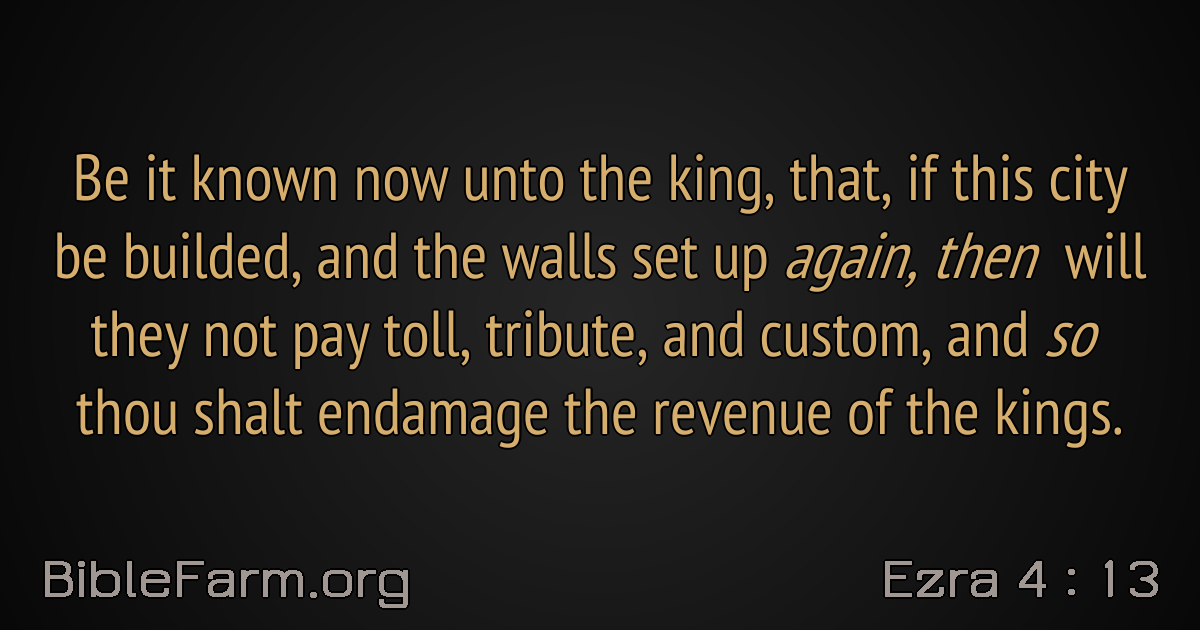 Be it known now unto the king, that, if this city
be builded, and the walls set up again, then will
they not pay toll, tribute, and custom, and so
thou shalt endamage the revenue of the kings.
BibleFarm.org
Ezra 4 : 13